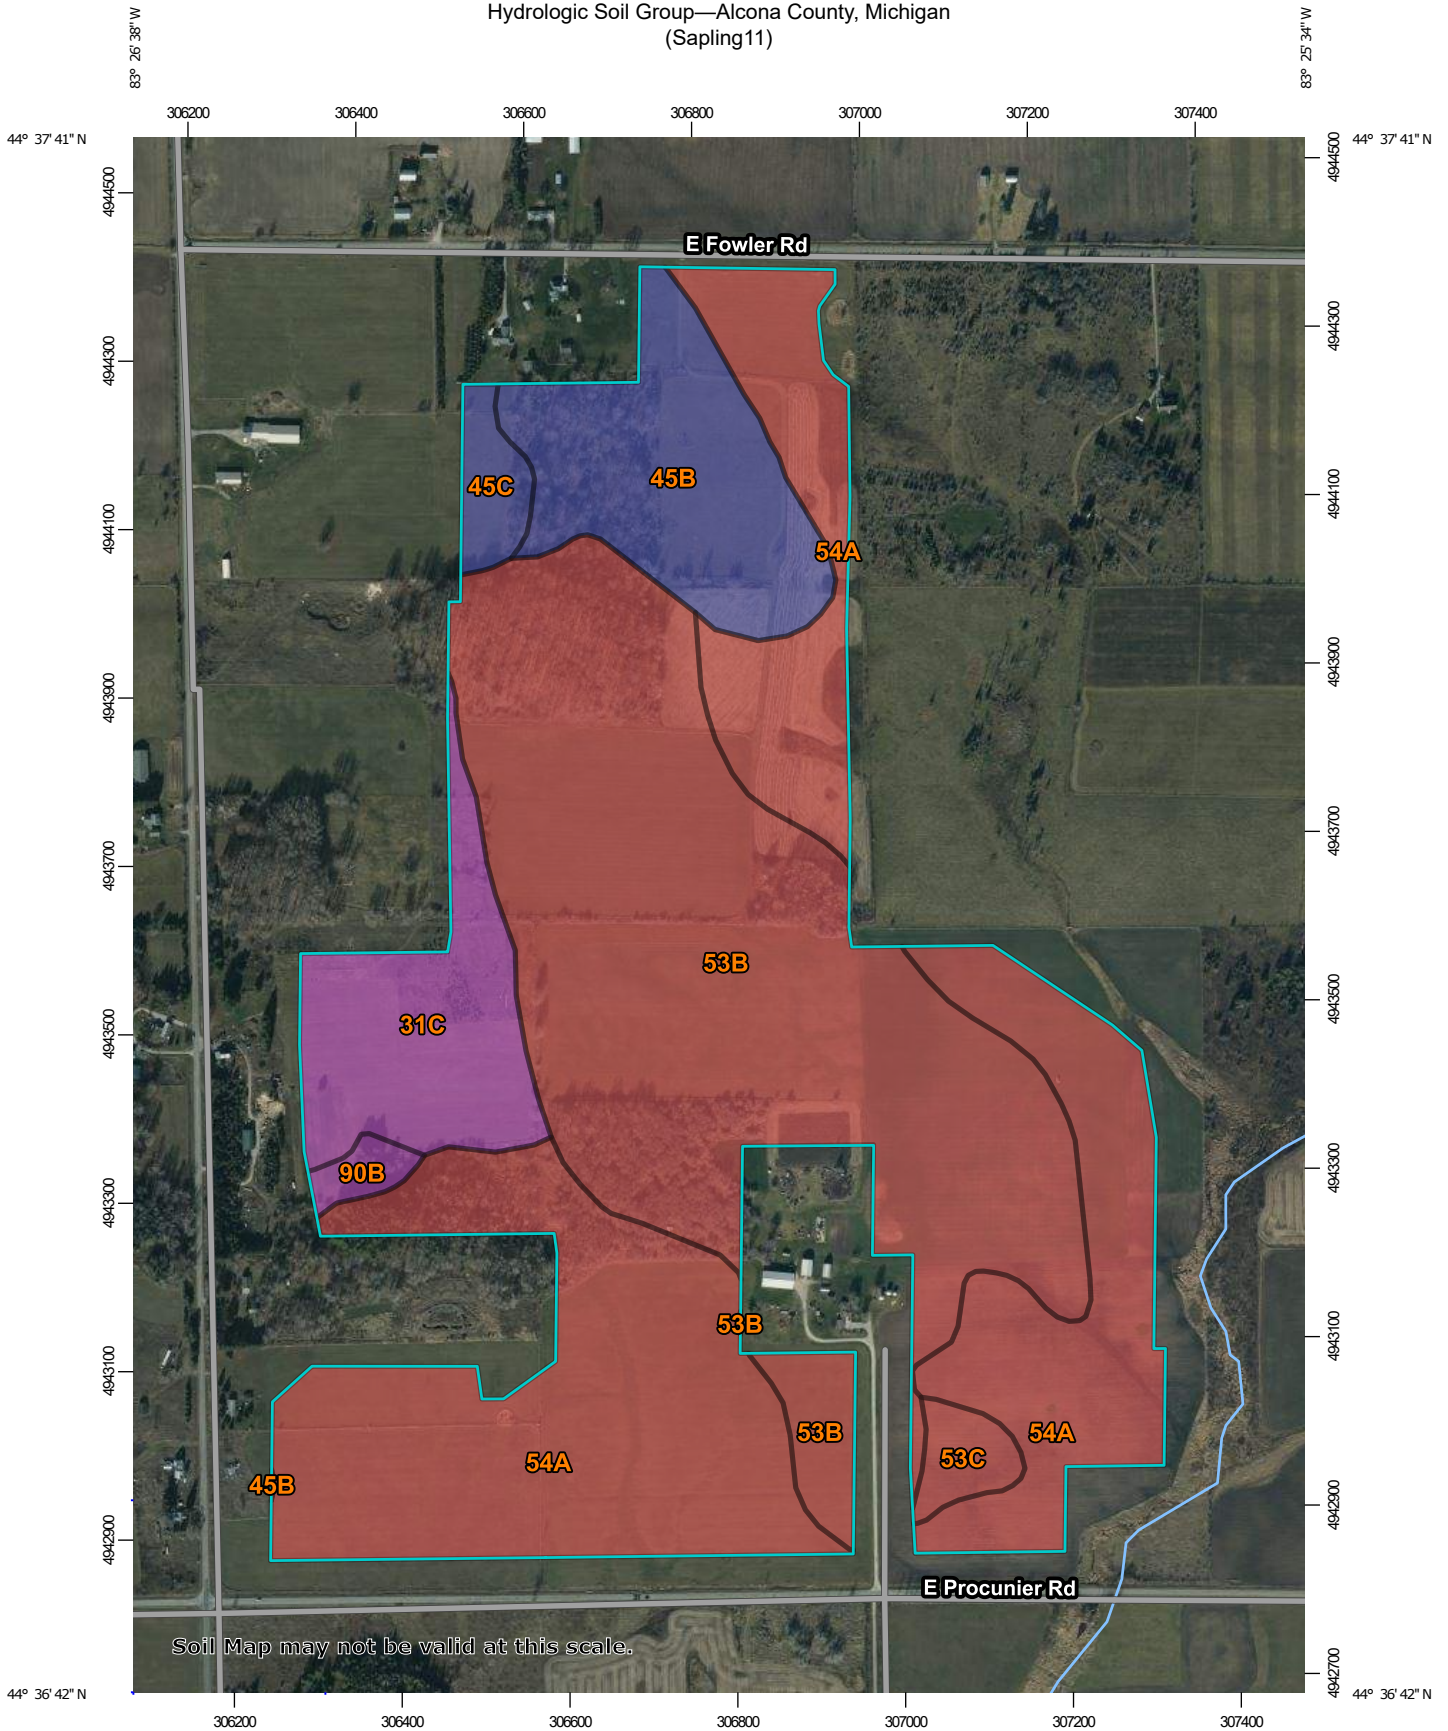 Hydrologic Soil Group—Alcona County, Michigan
(Sapling11)
83° 26' 38" W
83° 25' 34" W
306200 306400 306600 306800 307000 307200 307400
44° 37' 41" N
44° 37' 41" N
4944500
4944500
E Fowler Rd
4944300
4944300
45C
45B
4944100
4944100
54A
4943900
4943900
4943700
4943700
53B
4943500
4943500
31C
90B
4943300
4943300
53B
4943100
4943100
53B
54A
53C
54A
45B
4942900
4942900
E Procunier Rd
Soil Map may not be valid at this scale.
4942700
44° 36' 42" N
44° 36' 42" N
306200 306400 306600 306800 307000 307200 307400